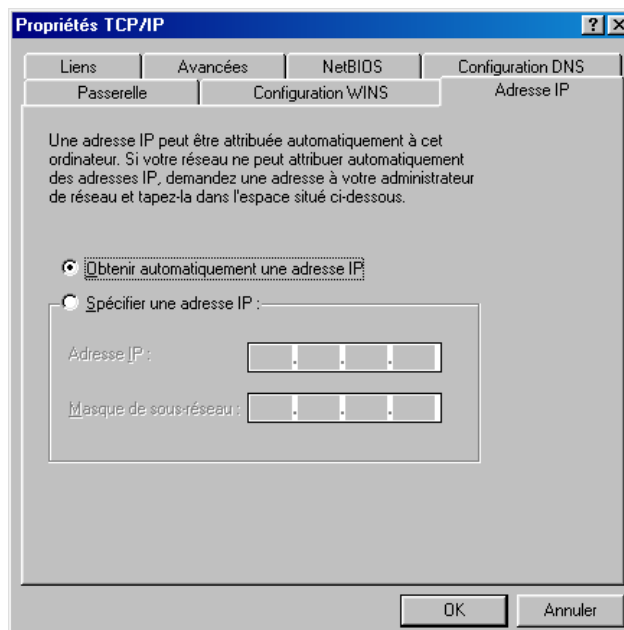 Propriétés TCP/IP
Liens Avancées NetBIOS Configuration DNS
Passerelle Configuration WINS Adresse IP
Une adresse IP peut être attribuée automatiquement à cet
ordinateur. Si votre réseau ne peut attribuer automatiquement
des adresses IP, demandez une adresse à votre administrateur
de réseau et tapez-la dans l'espace situé ci-dessous.
Obtenir automatiquement une adresse IP
Spécifier une adresse IP :
Adresse IP :
Masque de sous-réseau :
OK Annuler